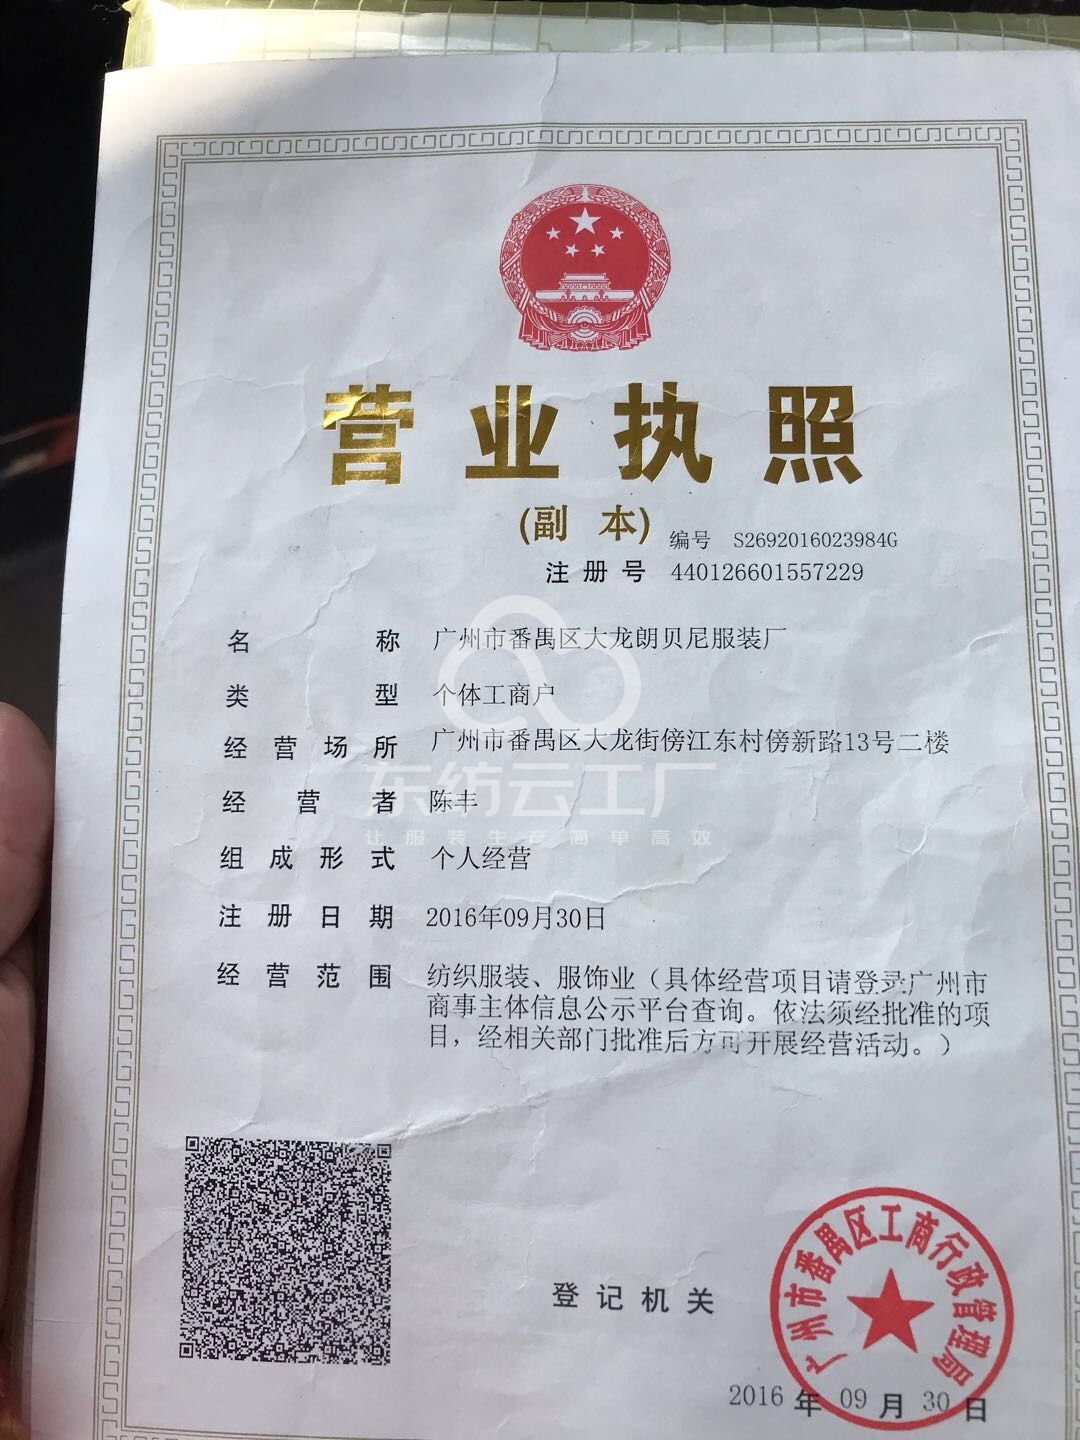 营业执照
(副 本)
编号 S2692016023984G
注册号 440126601557229
名称 广州市番禺区大龙朗贝尼服装厂
类型 个体工商户
经营场所 广州市番禺区大龙街傍江东村傍新路13号二楼
东纺云工厂
经营者 陈丰
让服装生产简单高效
组成形式 个人经营
注册日期 2016年09月30日
经营范围 纺织服装、服饰业（具体经营项目请登录广州市
商事主体信息公示平台查询。依法须经批准的项
目，经相关部门批准后方可开展经营活动。）
广州市番禺区工商行政管理局
登记机关
2016 年 09 月 30 日